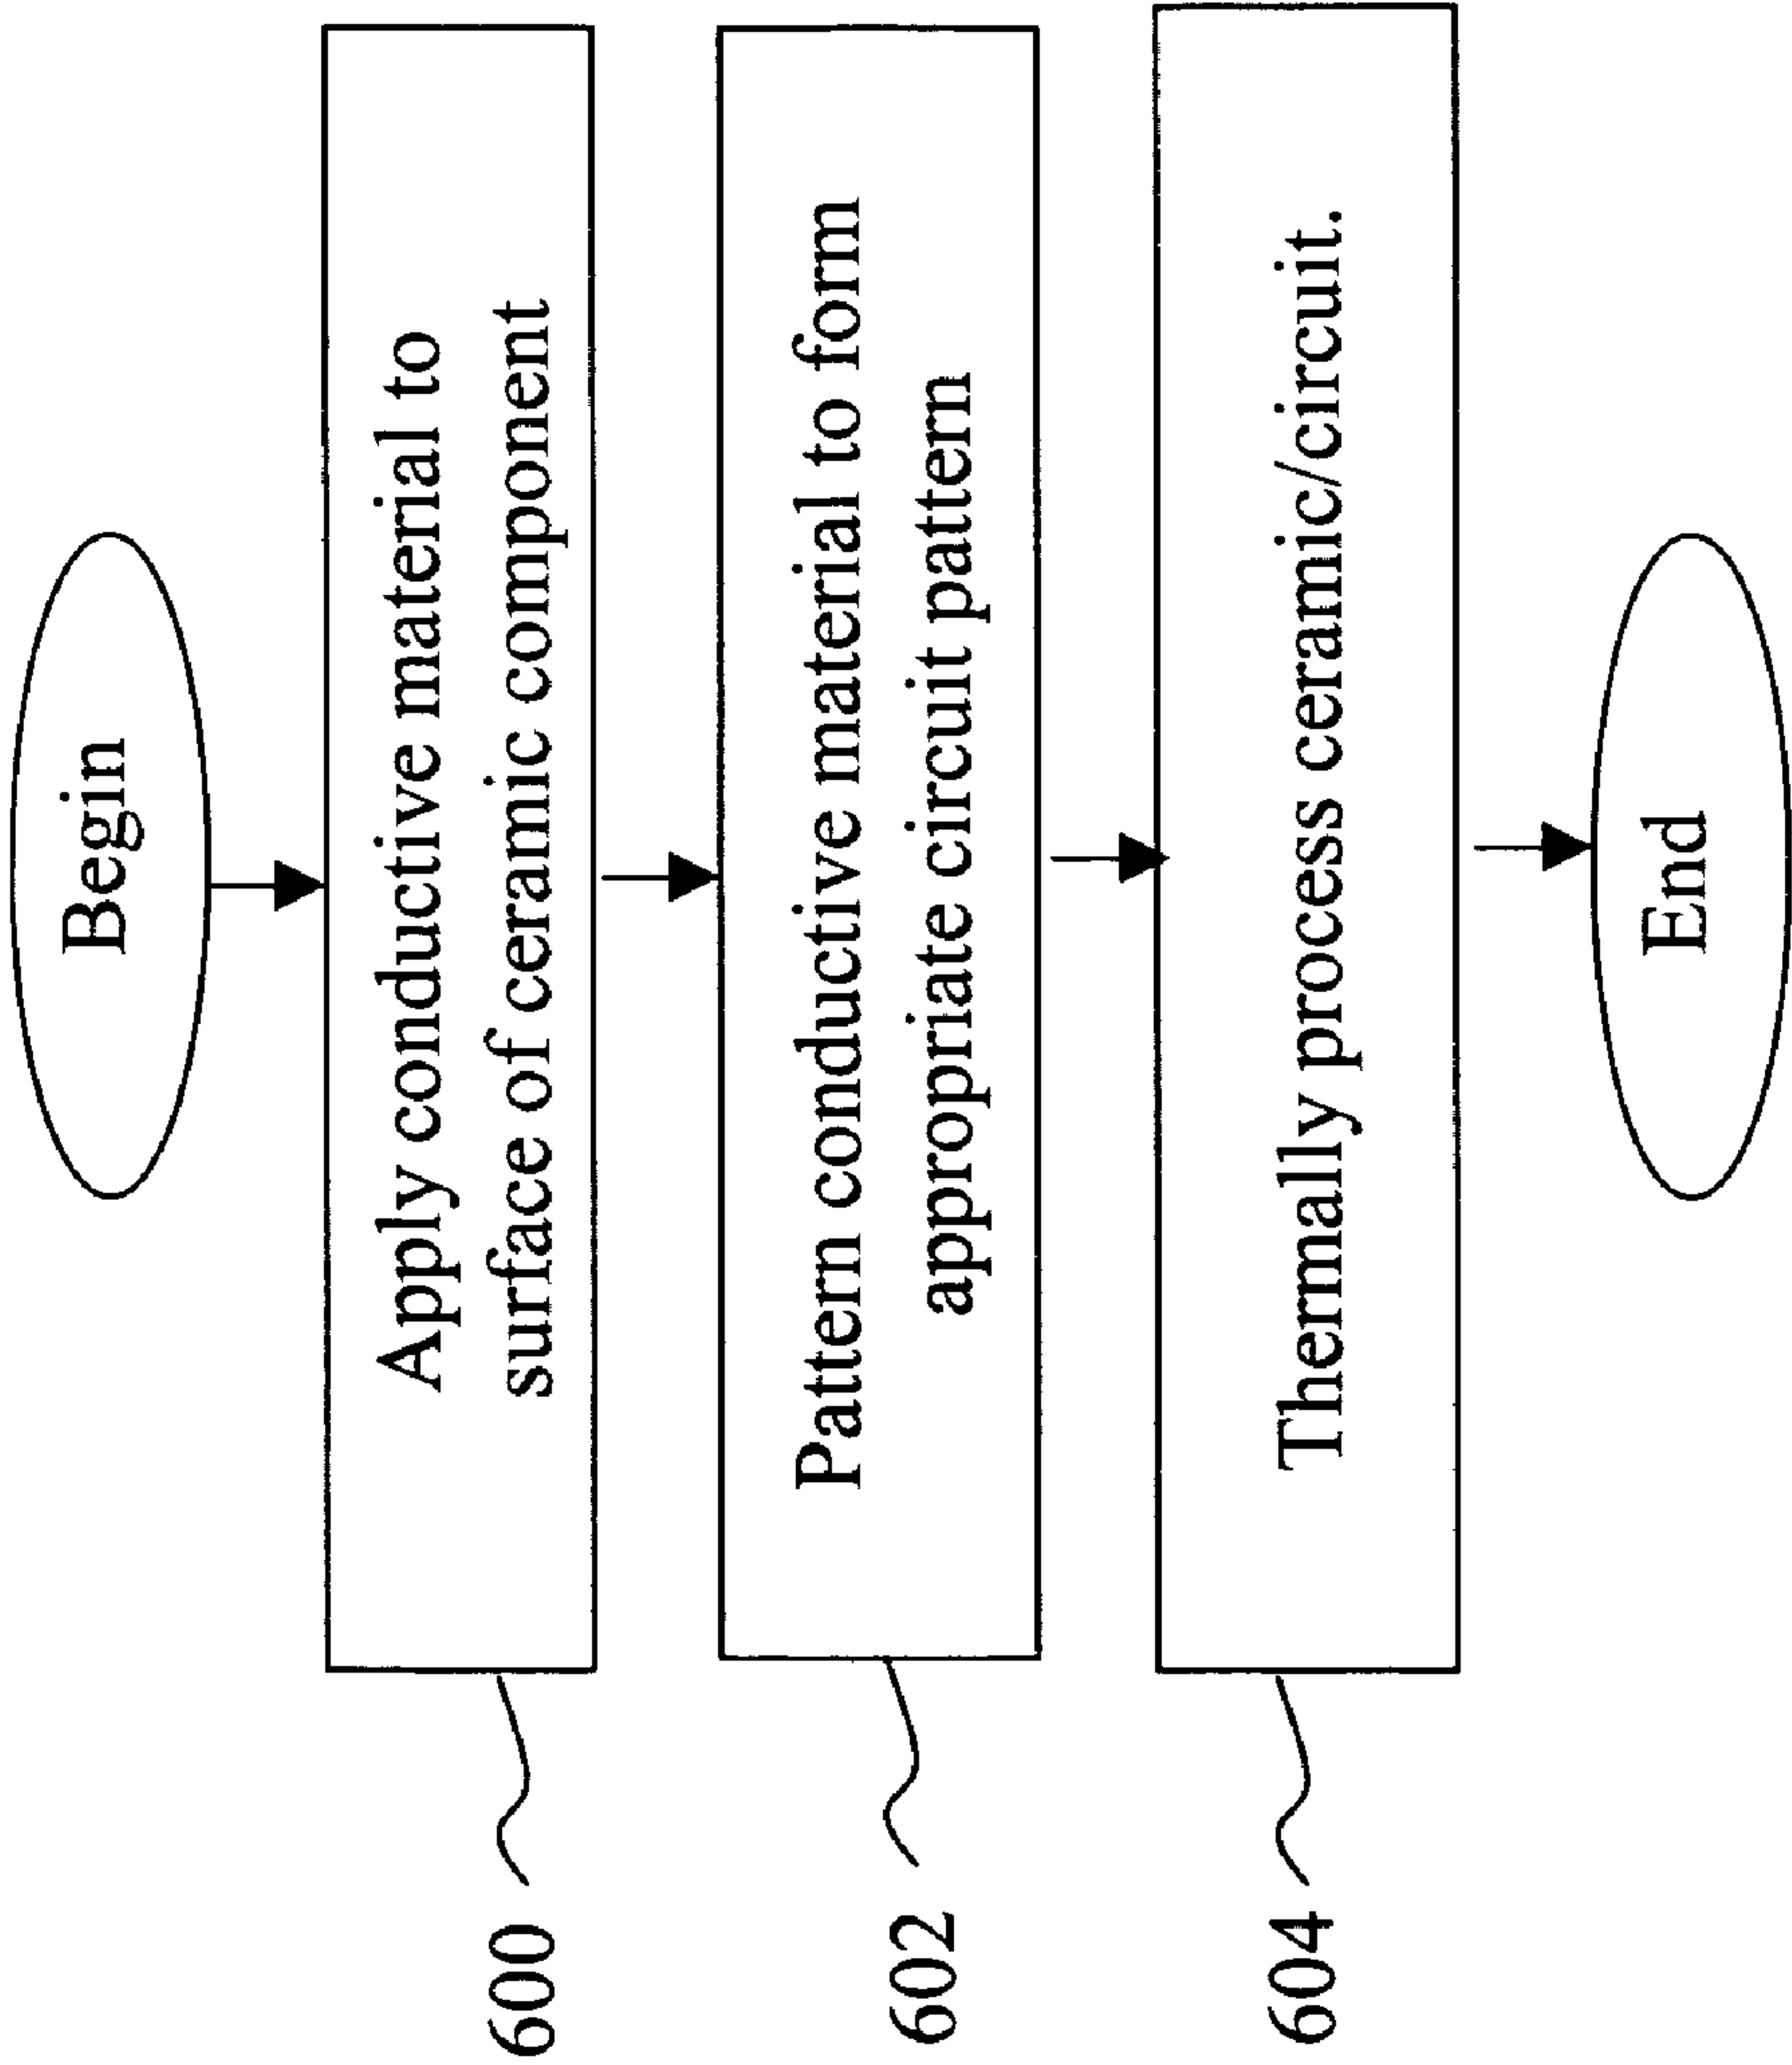 Begin
Apply conductive material to
surface of ceramic component
600
Pattern conductive material to form
appropriate circuit pattern
602
Thermally process ceramic/circuit.
604
End